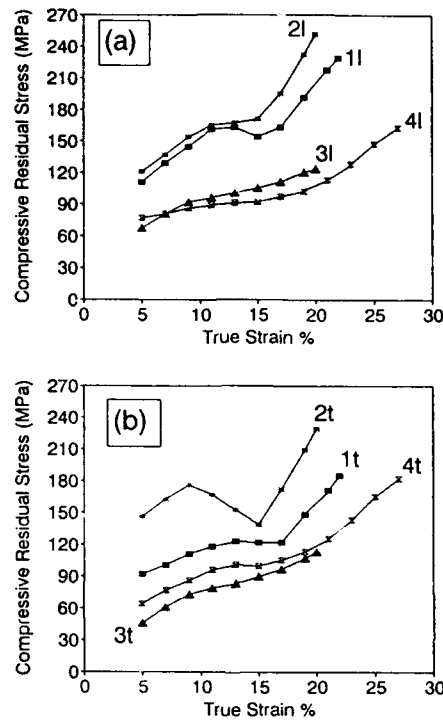 (a)
Compressive Residual Stress (MPa)
270
240
210
180
150
120
90
60
30
0
2l
1l
3l
4l
0 5 10 15 20 25 30
True Strain %
(b)
Compressive Residual Stress (MPa)
270
240
210
180
150
120
90
60
30
0
2t
1t
4t
3t
0 5 10 15 20 25 30
True Strain %